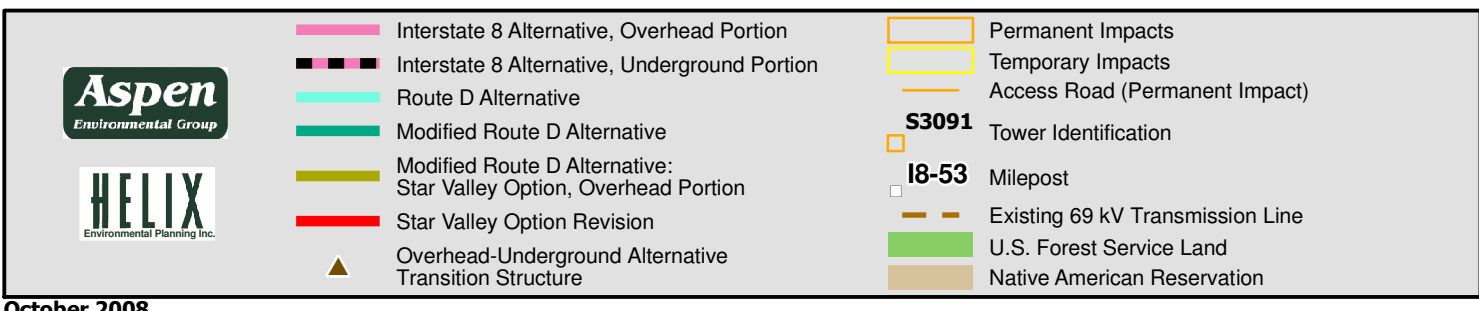 Aspen
Environmental Group
HELIX
Environmental Planning Inc.
Interstate 8 Alternative, Overhead Portion
Interstate 8 Alternative, Underground Portion
Route D Alternative
Modified Route D Alternative
Modified Route D Alternative:
Star Valley Option, Overhead Portion
Star Valley Option Revision
Overhead-Underground Alternative
Transition Structure
Permanent Impacts
Temporary Impacts
Access Road (Permanent Impact)
S3091 Tower Identification
I8-53 Milepost
Existing 69 kV Transmission Line
U.S. Forest Service Land
Native American Reservation
October 2008